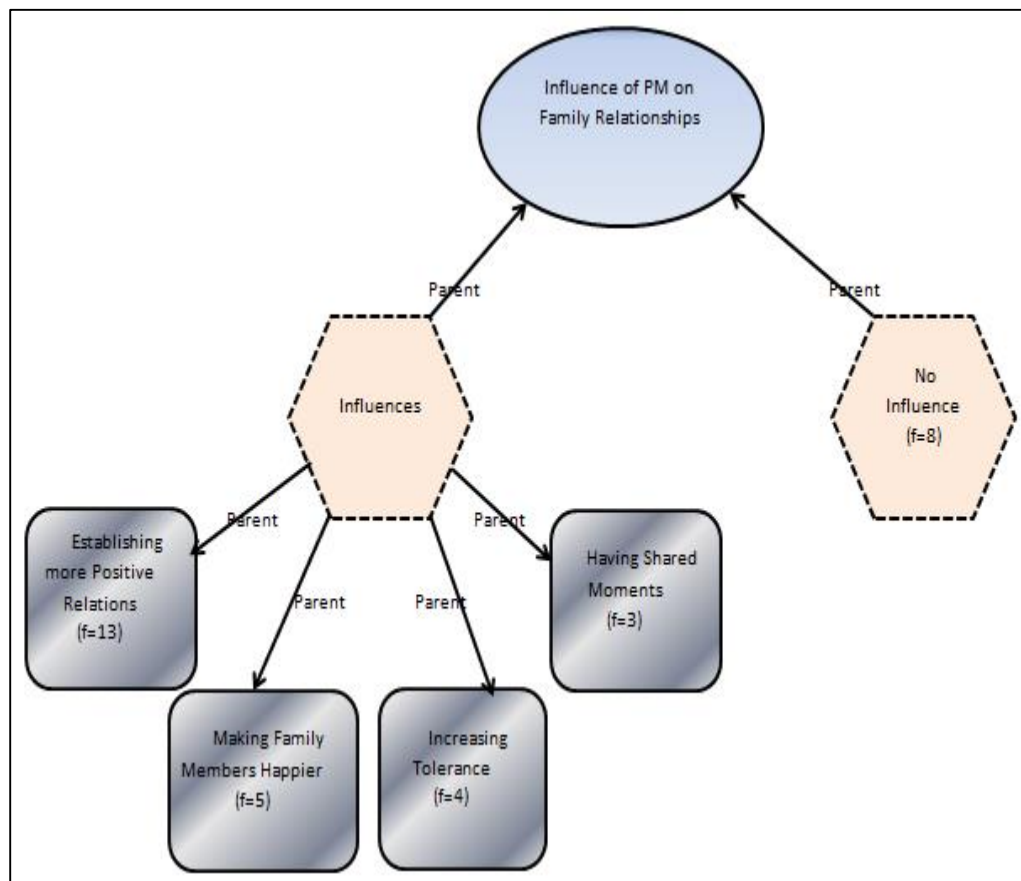 Influence of PM on
Family Relationships
Parent
Parent
Influences
No
Influence
(f=8)
Parent
Parent
Parent
Parent
Establishing
more Positive
Relations
(f=13)
Having Shared
Moments
(f=3)
Making Family
Members Happier
(f=5)
Increasing
Tolerance
(f=4)